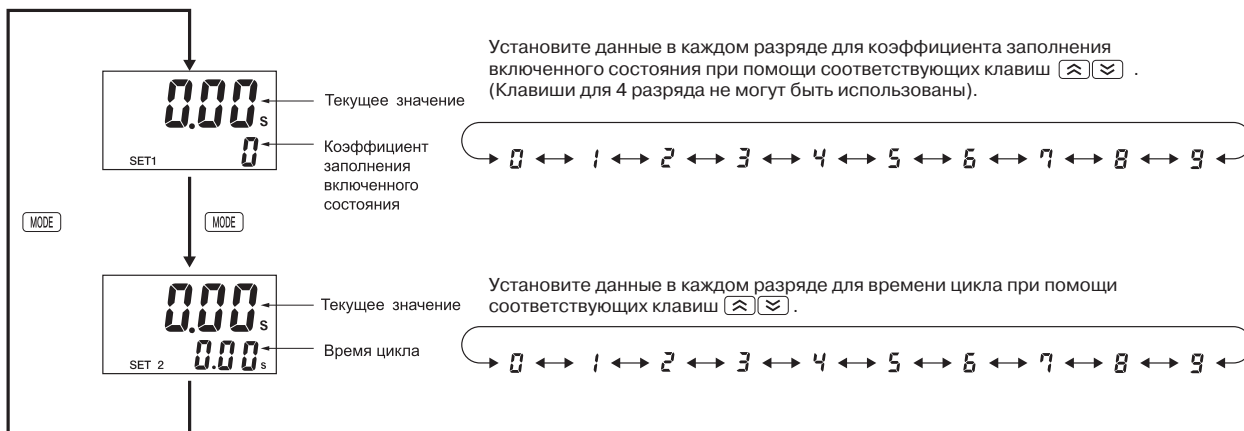 Установите данные в каждом разряде для коэффициента заполнения
включенного состояния при помощи соответствующих клавиш .
(Клавиши для 4 разряда не могут быть использованы).
0.00 s
Текущее значение
SET1 0
Коэффициент
заполнения
включенного
состояния
0 1 2 3 4 5 6 7 8 9
MODE
MODE
Установите данные в каждом разряде для времени цикла при помощи
соответствующих клавиш .
0.00 s
Текущее значение
SET 2 0.00 s
Время цикла
0 1 2 3 4 5 6 7 8 9